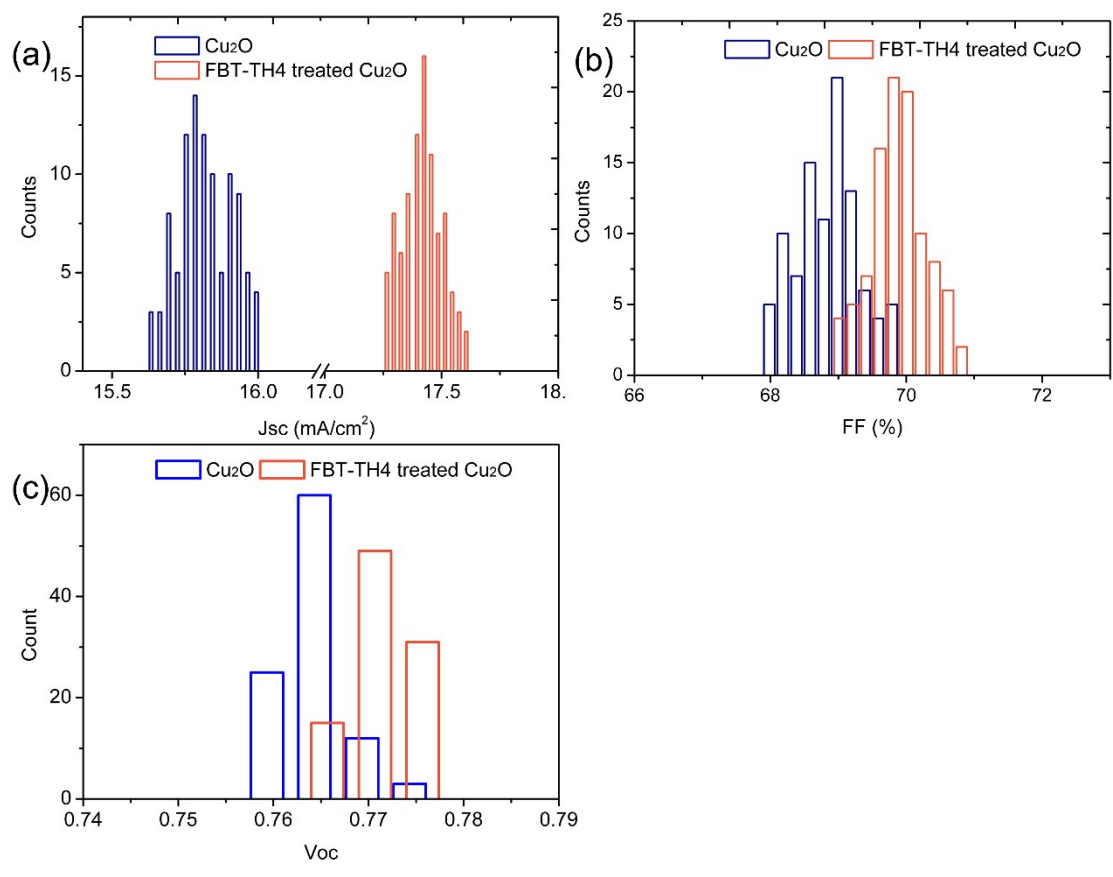 (a)
Cu₂O
FBT-TH4 treated Cu₂O
15
10
5
0
Counts
15.5 16.0 17.0 17.5 18.
Jsc (mA/cm²)
(b)
Cu₂O FBT-TH4 treated Cu₂O
25
20
15
10
5
0
Counts
66 68 70 72
FF (%)
(c)
Cu₂O FBT-TH4 treated Cu₂O
60
40
20
0
Count
0.74 0.75 0.76 0.77 0.78 0.79
Voc